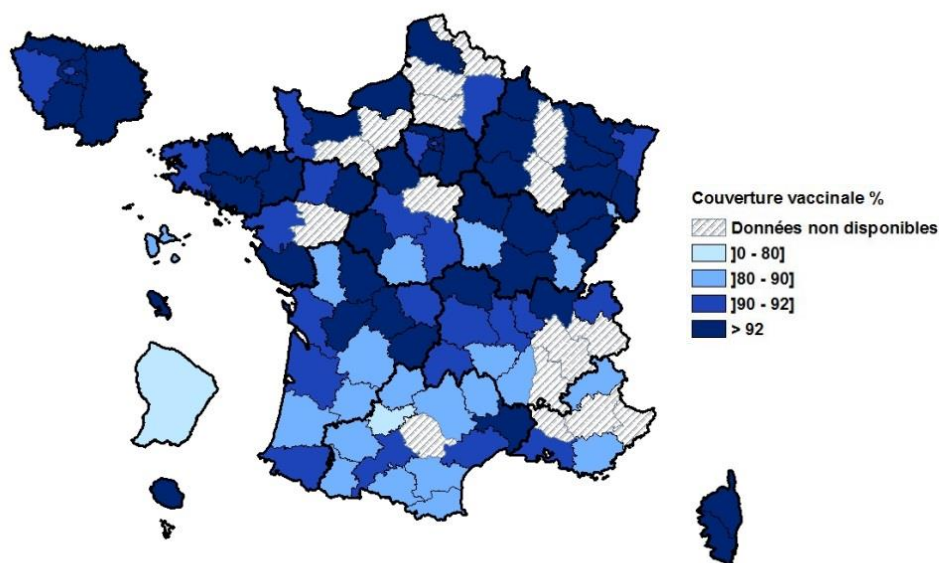 Couverture vaccinale %
Données non disponibles
]0 - 80]
]80 - 90]
]90 - 92]
> 92